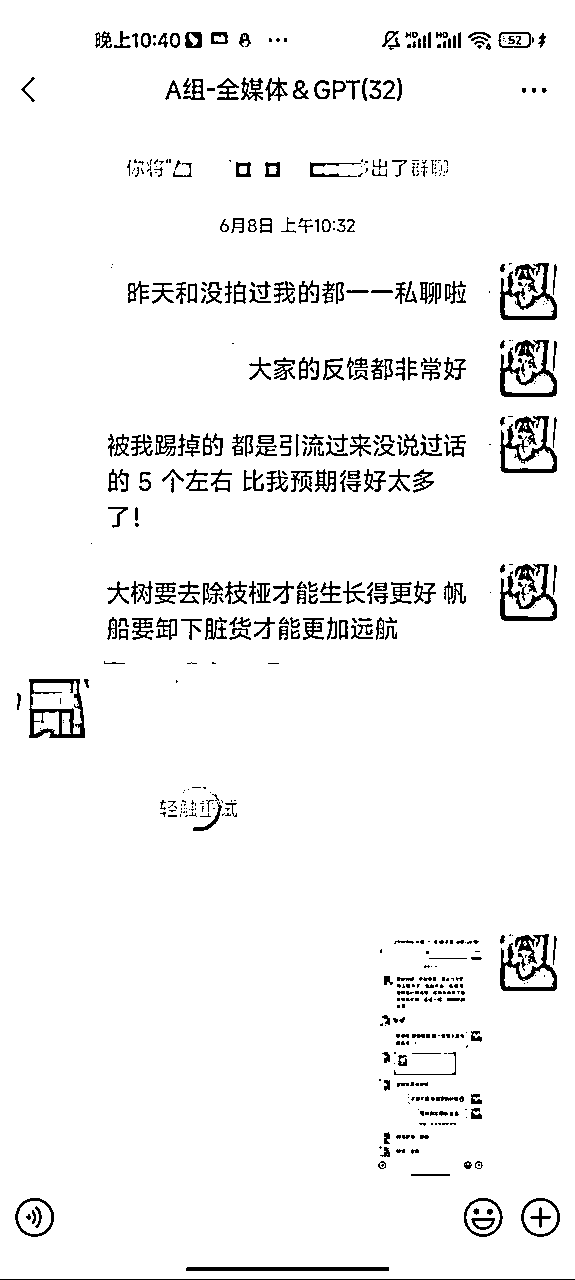 晚上10:40
HD HD 52
A组-全媒体＆GPT(32)
你将"
出了群聊
6月8日 上午10:32
昨天和没拍过我的都一一私聊啦
大家的反馈都非常好
被我踢掉的 都是引流过来没说过话
的 5 个左右 比我预期得好太多
了！
大树要去除枝桠才能生长得更好 帆
船要卸下脏货才能更加远航
轻触重试